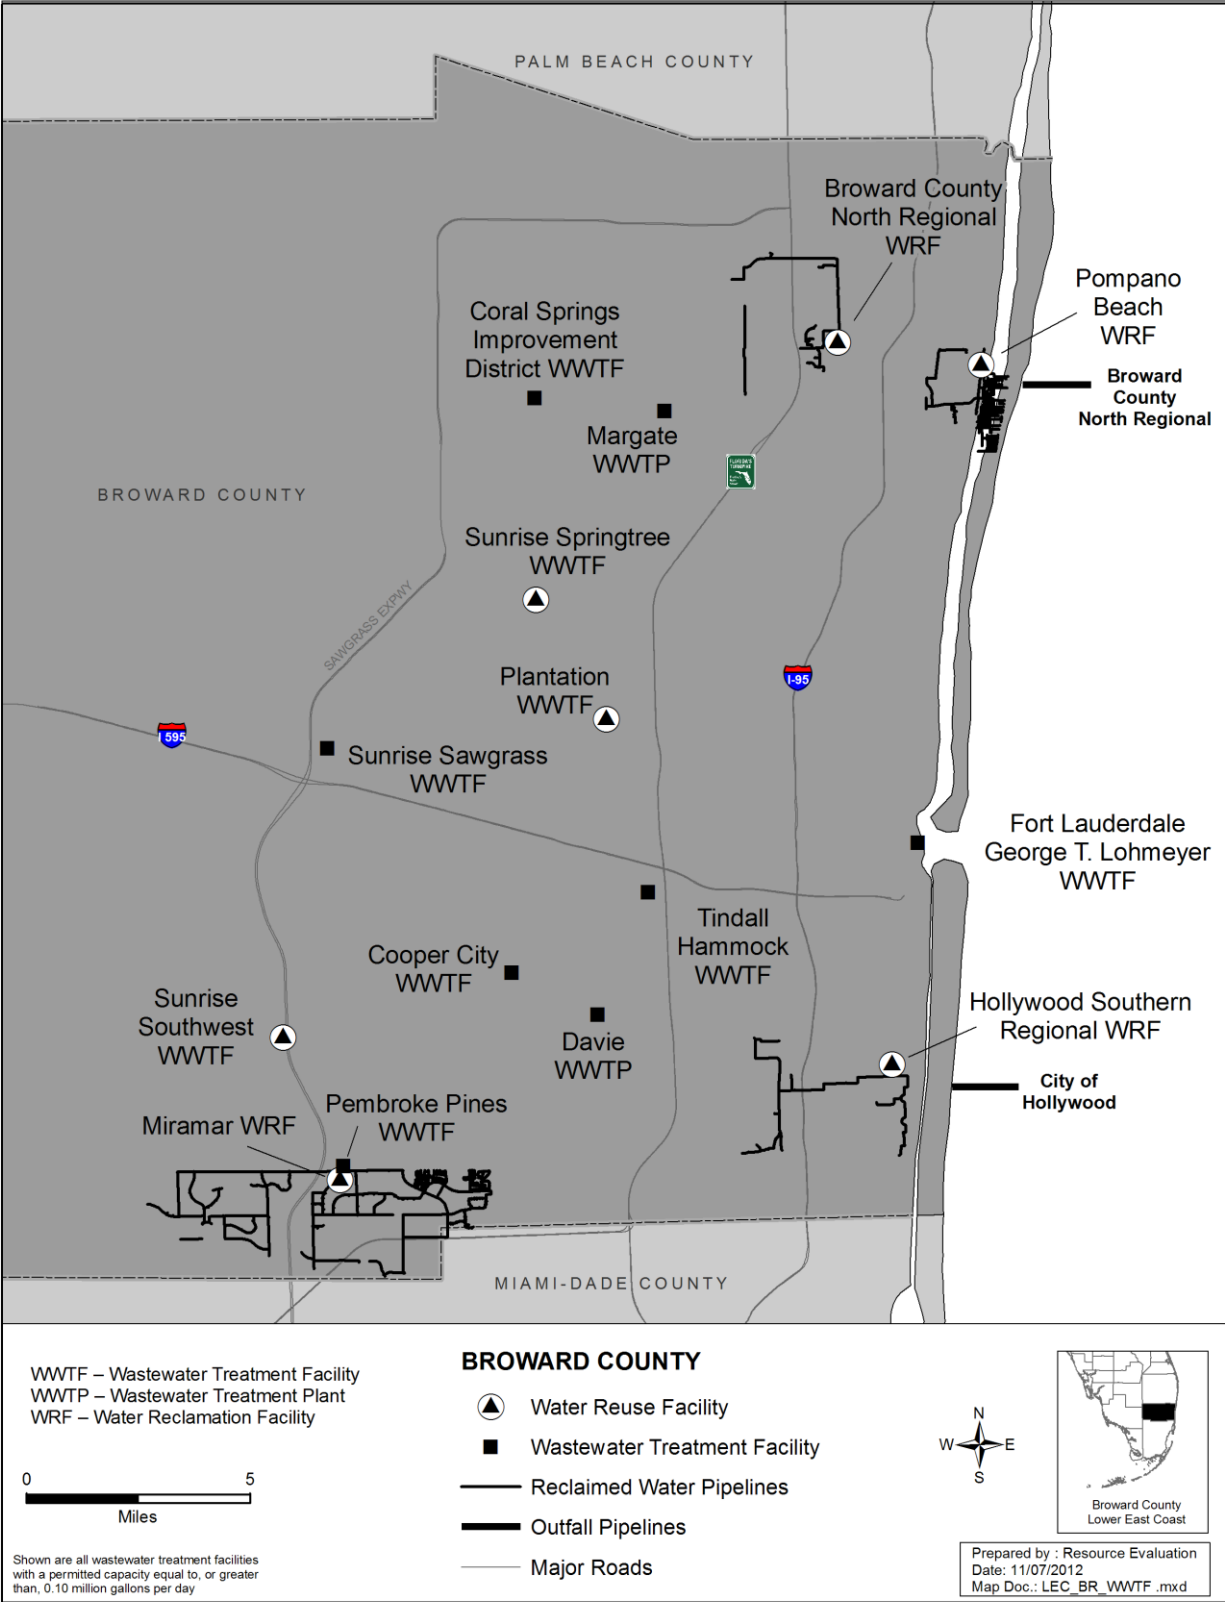 PALM BEACH COUNTY
Broward County
North Regional
WRF
Pompano
Beach
WRF
Coral Springs
Improvement
District WWTF
Broward
County
North Regional
Margate
WWTP
FLORIDA'S
TURNPIKE
BROWARD COUNTY
Sunrise Springtree
WWTF
SAWGRASS EXPWY
Plantation
WWTF
I-95
I 595
Sunrise Sawgrass
WWTF
Fort Lauderdale
George T. Lohmeyer
WWTF
Tindall
Hammock
WWTF
Cooper City
WWTF
Sunrise
Southwest
WWTF
Davie
WWTP
Hollywood Southern
Regional WRF
City of
Hollywood
Pembroke Pines
WWTF
Miramar WRF
MIAMI-DADE COUNTY
WWTF – Wastewater Treatment Facility
WWTP – Wastewater Treatment Plant
WRF – Water Reclamation Facility
0 5
Miles
Shown are all wastewater treatment facilities
with a permitted capacity equal to, or greater
than, 0.10 million gallons per day
BROWARD COUNTY
Water Reuse Facility
Wastewater Treatment Facility
Reclaimed Water Pipelines
Outfall Pipelines
Major Roads
N
W E
S
Broward County
Lower East Coast
Prepared by : Resource Evaluation
Date: 11/07/2012
Map Doc.: LEC_BR_WWTF .mxd